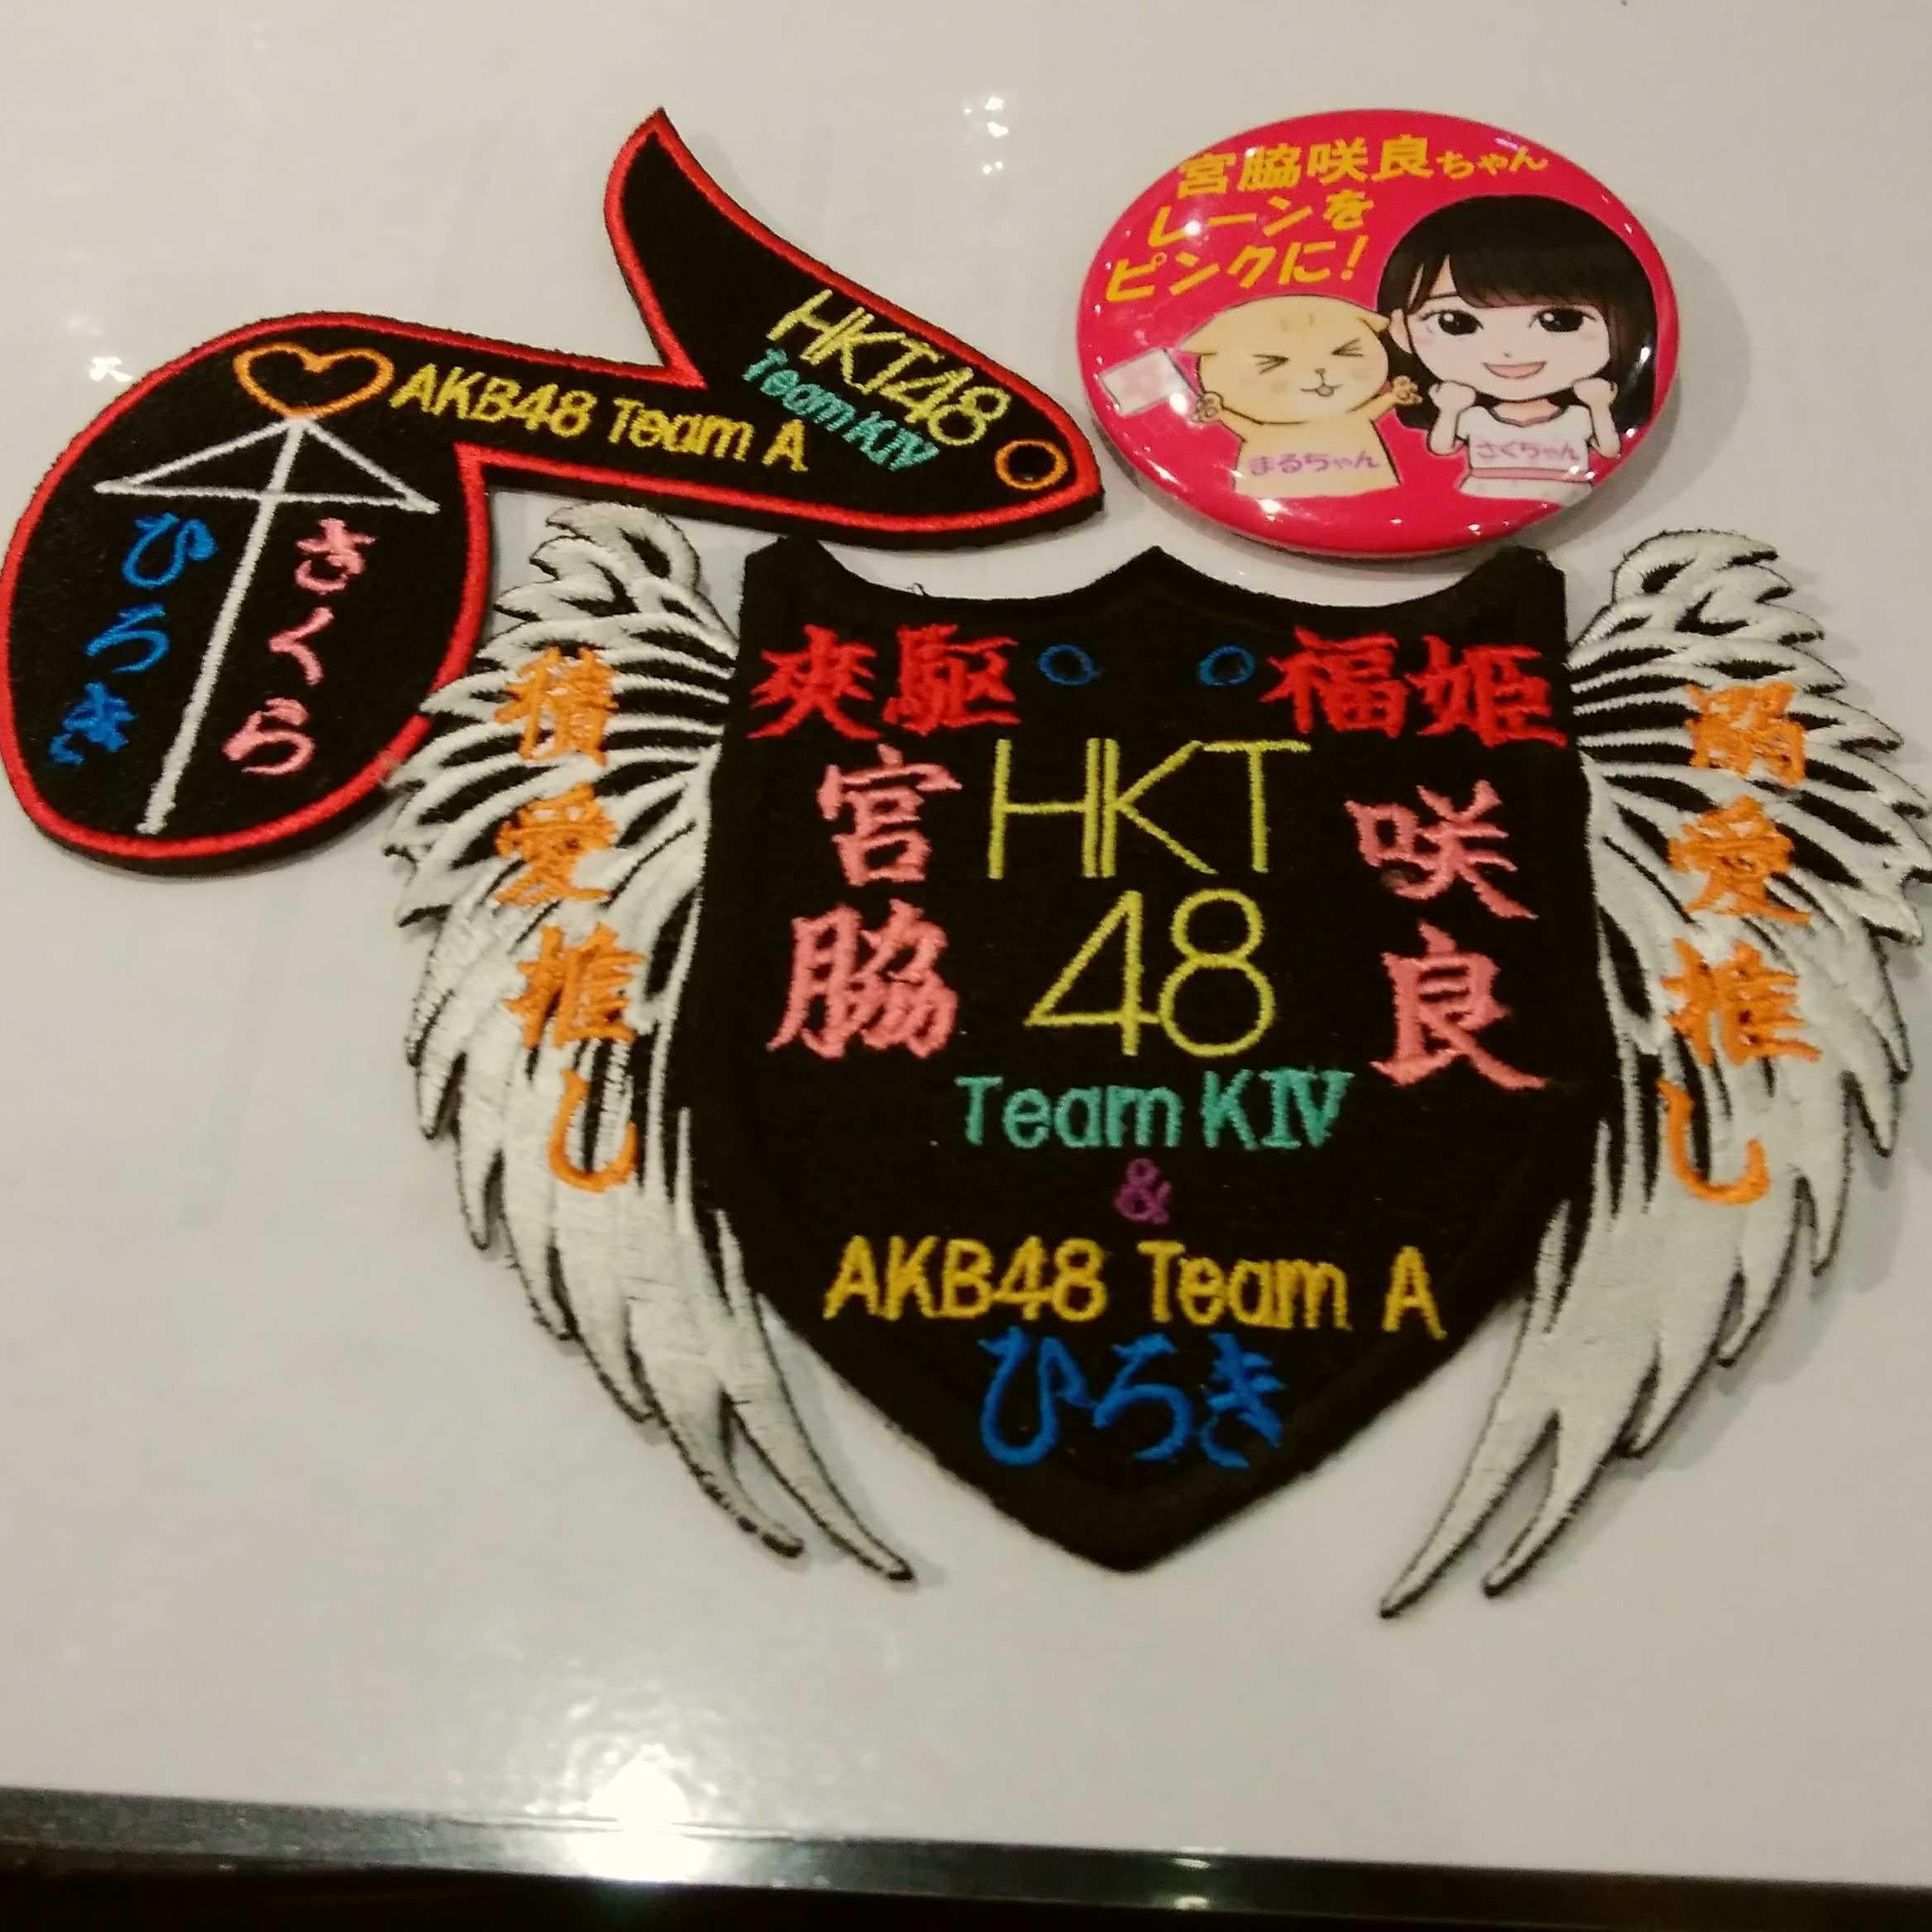 HKT48
Team KIV
AKB48 Team A
さくら
ひろき
宮脇咲良ちゃん
レーンを
ピンクに!
まるちゃん
さくちゃん
爽駆
福姫
宮脇
HKT
48
咲良
Team KIV
&
AKB48 Team A
ひろき
積愛推し
愛推し